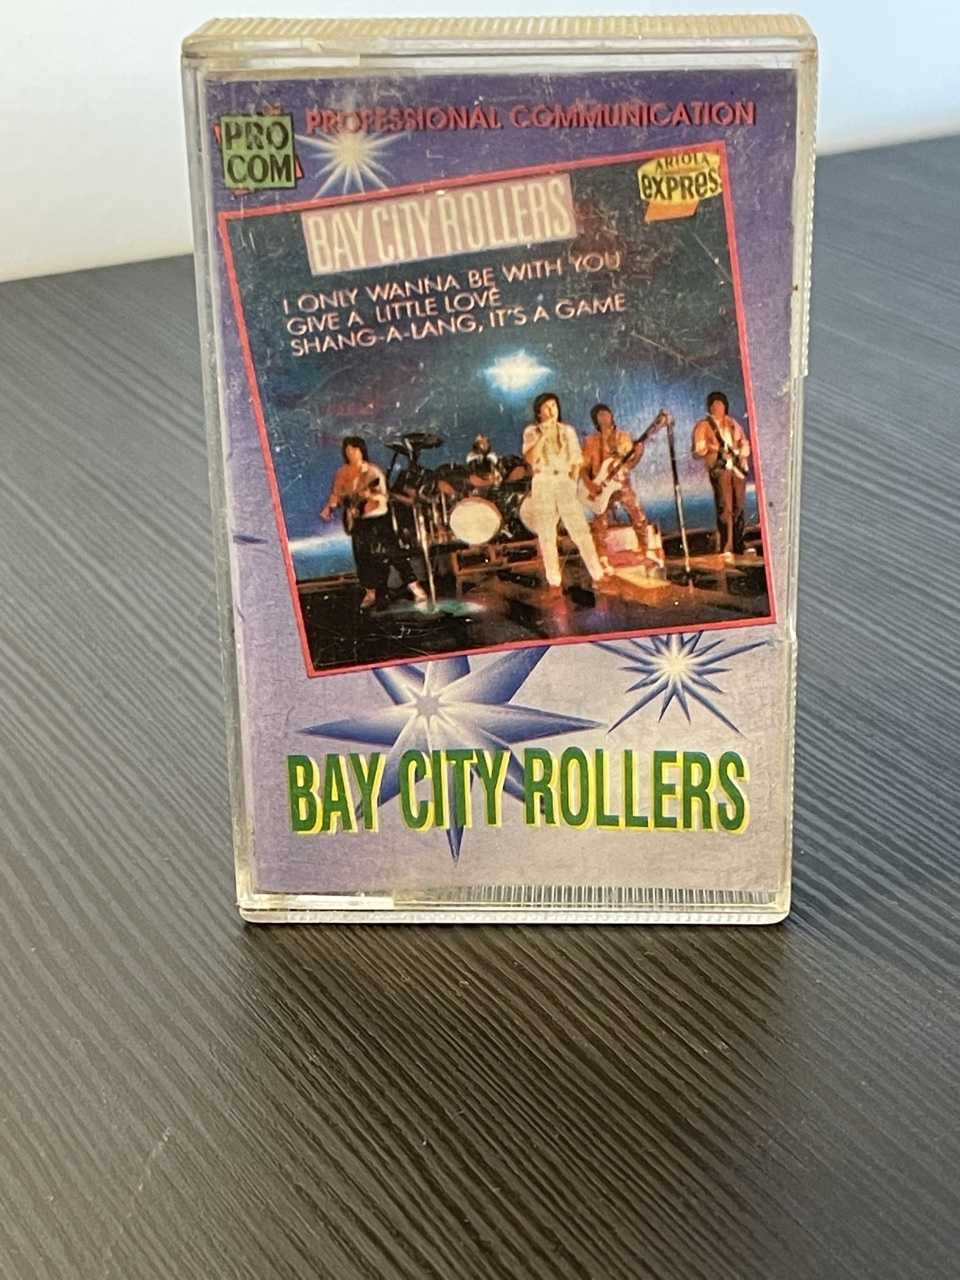 PRO
COM
PROFESSIONAL COMMUNICATION
ARIOLA
EXPRESS
BAY CITY ROLLERS
I ONLY WANNA BE WITH YOU
GIVE A LITTLE LOVE
SHANG-A-LANG, IT'S A GAME
BAY CITY ROLLERS